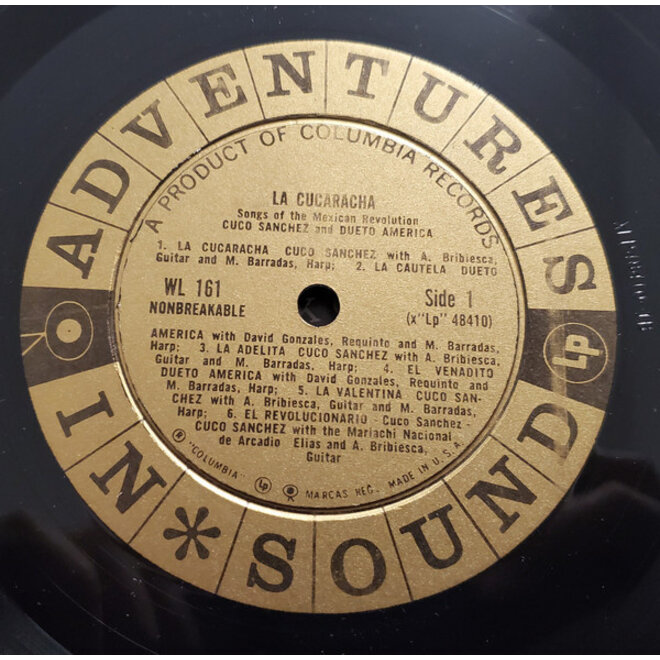 ADVENTURES
IN * SOUND
Lp
A PRODUCT OF COLUMBIA RECORDS
LA CUCARACHA
Songs of the Mexican Revolution
CUCO SANCHEZ and DUETO AMERICA
1. LA CUCARACHA CUCO SANCHEZ with A. Bribiesca,
Guitar and M. Barradas, Harp; 2. LA CAUTELA DUETO
WL 161
NONBREAKABLE
Side 1
(x"Lp" 48410)
AMERICA with David Gonzales, Requinto and M. Barradas,
Harp; 3. LA ADELITA CUCO SANCHEZ with A. Bribiesca,
Guitar and M. Barradas, Harp; 4. EL VENADITO
DUETO AMERICA with David Gonzales, Requinto and
M. Barradas, Harp; 5. LA VALENTINA CUCO SAN-
CHEZ with A. Bribiesca, Guitar and M. Barradas,
Harp; 6. EL REVOLUCIONARIO - Cuco Sanchez -
CUCO SANCHEZ with the Mariachi Nacional
de Arcadio Elias and A. Bribiesca,
Guitar
® "COLUMBIA" Lp MARCAS REG. MADE IN U.S.A.